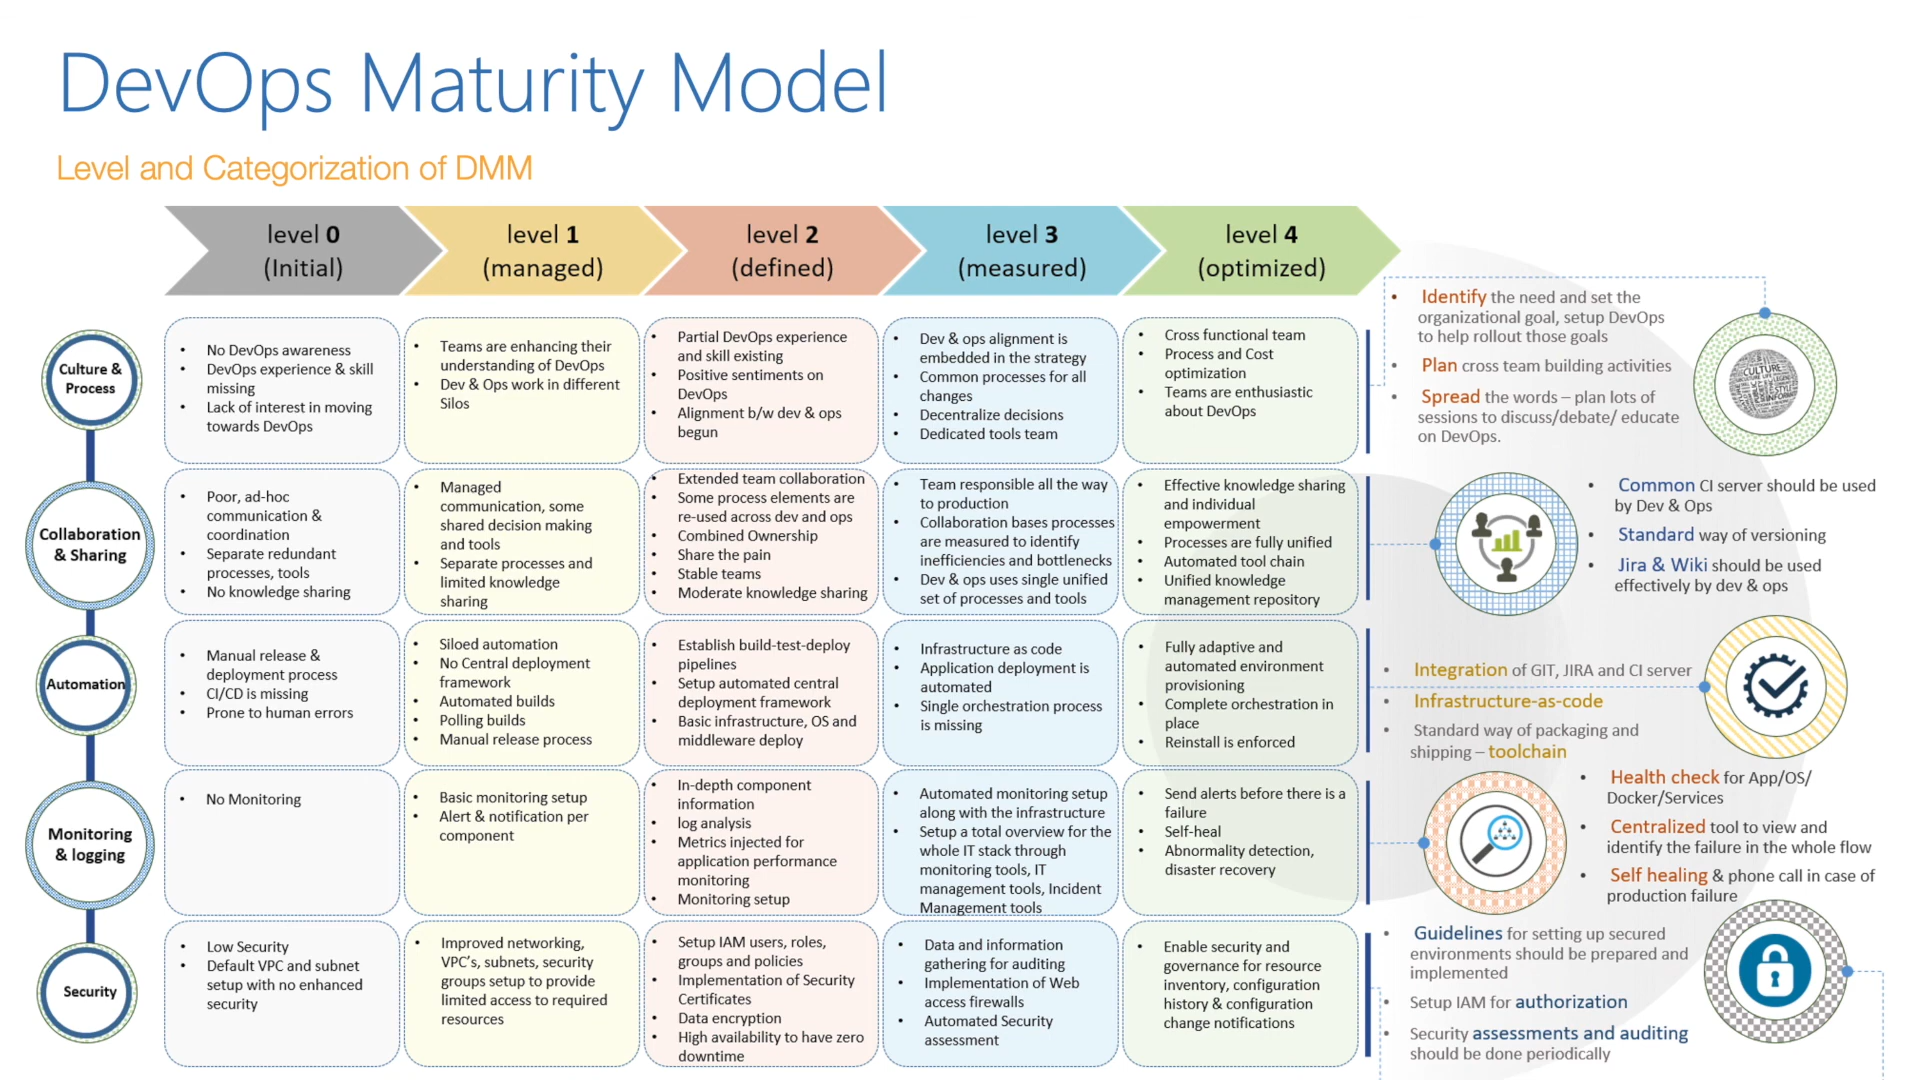 DevOps Maturity Model
Level and Categorization of DMM
level 0
(Initial)
level 1
(managed)
level 2
(defined)
level 3
(measured)
level 4
(optimized)
Culture &
Process
• No DevOps awareness
• DevOps experience & skill
missing
• Lack of interest in moving
towards DevOps
• Teams are enhancing their
understanding of DevOps
• Dev & Ops work in different
Silos
• Partial DevOps experience
and skill existing
• Positive sentiments on
DevOps
• Alignment b/w dev & ops
begun
• Dev & ops alignment is
embedded in the strategy
• Common processes for all
changes
• Decentralize decisions
• Dedicated tools team
• Cross functional team
• Process and Cost
optimization
• Teams are enthusiastic
about DevOps
• Identify the need and set the
organizational goal, setup DevOps
to help rollout those goals
• Plan cross team building activities
• Spread the words – plan lots of
sessions to discuss/debate/ educate
on DevOps.
CULTURE
Collaboration
& Sharing
• Poor, ad-hoc
communication &
coordination
• Separate redundant
processes, tools
• No knowledge sharing
• Managed
communication, some
shared decision making
and tools
• Separate processes and
limited knowledge
sharing
• Extended team collaboration
• Some process elements are
re-used across dev and ops
• Combined Ownership
• Share the pain
• Stable teams
• Moderate knowledge sharing
• Team responsible all the way
to production
• Collaboration bases processes
are measured to identify
inefficiencies and bottlenecks
• Dev & ops uses single unified
set of processes and tools
• Effective knowledge sharing
and individual
empowerment
• Processes are fully unified
• Automated tool chain
• Unified knowledge
management repository
• Common CI server should be used
by Dev & Ops
• Standard way of versioning
• Jira & Wiki should be used
effectively by dev & ops
Automation
• Manual release &
deployment process
• CI/CD is missing
• Prone to human errors
• Siloed automation
• No Central deployment
framework
• Automated builds
• Polling builds
• Manual release process
• Establish build-test-deploy
pipelines
• Setup automated central
deployment framework
• Basic infrastructure, OS and
middleware deploy
• Infrastructure as code
• Application deployment is
automated
• Single orchestration process
is missing
• Fully adaptive and
automated environment
provisioning
• Complete orchestration in
place
• Reinstall is enforced
• Integration of GIT, JIRA and CI server
• Infrastructure-as-code
• Standard way of packaging and
shipping – toolchain
Monitoring
& logging
• No Monitoring
• Basic monitoring setup
• Alert & notification per
component
• In-depth component
information
• log analysis
• Metrics injected for
application performance
monitoring
• Monitoring setup
• Automated monitoring setup
along with the infrastructure
• Setup a total overview for the
whole IT stack through
monitoring tools, IT
management tools, Incident
Management tools
• Send alerts before there is a
failure
• Self-heal
• Abnormality detection,
disaster recovery
• Health check for App/OS/
Docker/Services
• Centralized tool to view and
identify the failure in the whole flow
• Self healing & phone call in case of
production failure
Security
• Low Security
• Default VPC and subnet
setup with no enhanced
security
• Improved networking,
VPC's, subnets, security
groups setup to provide
limited access to required
resources
• Setup IAM users, roles,
groups and policies
• Implementation of Security
Certificates
• Data encryption
• High availability to have zero
downtime
• Data and information
gathering for auditing
• Implementation of Web
access firewalls
• Automated Security
assessment
• Enable security and
governance for resource
inventory, configuration
history & configuration
change notifications
• Guidelines for setting up secured
environments should be prepared and
implemented
• Setup IAM for authorization
• Security assessments and auditing
should be done periodically